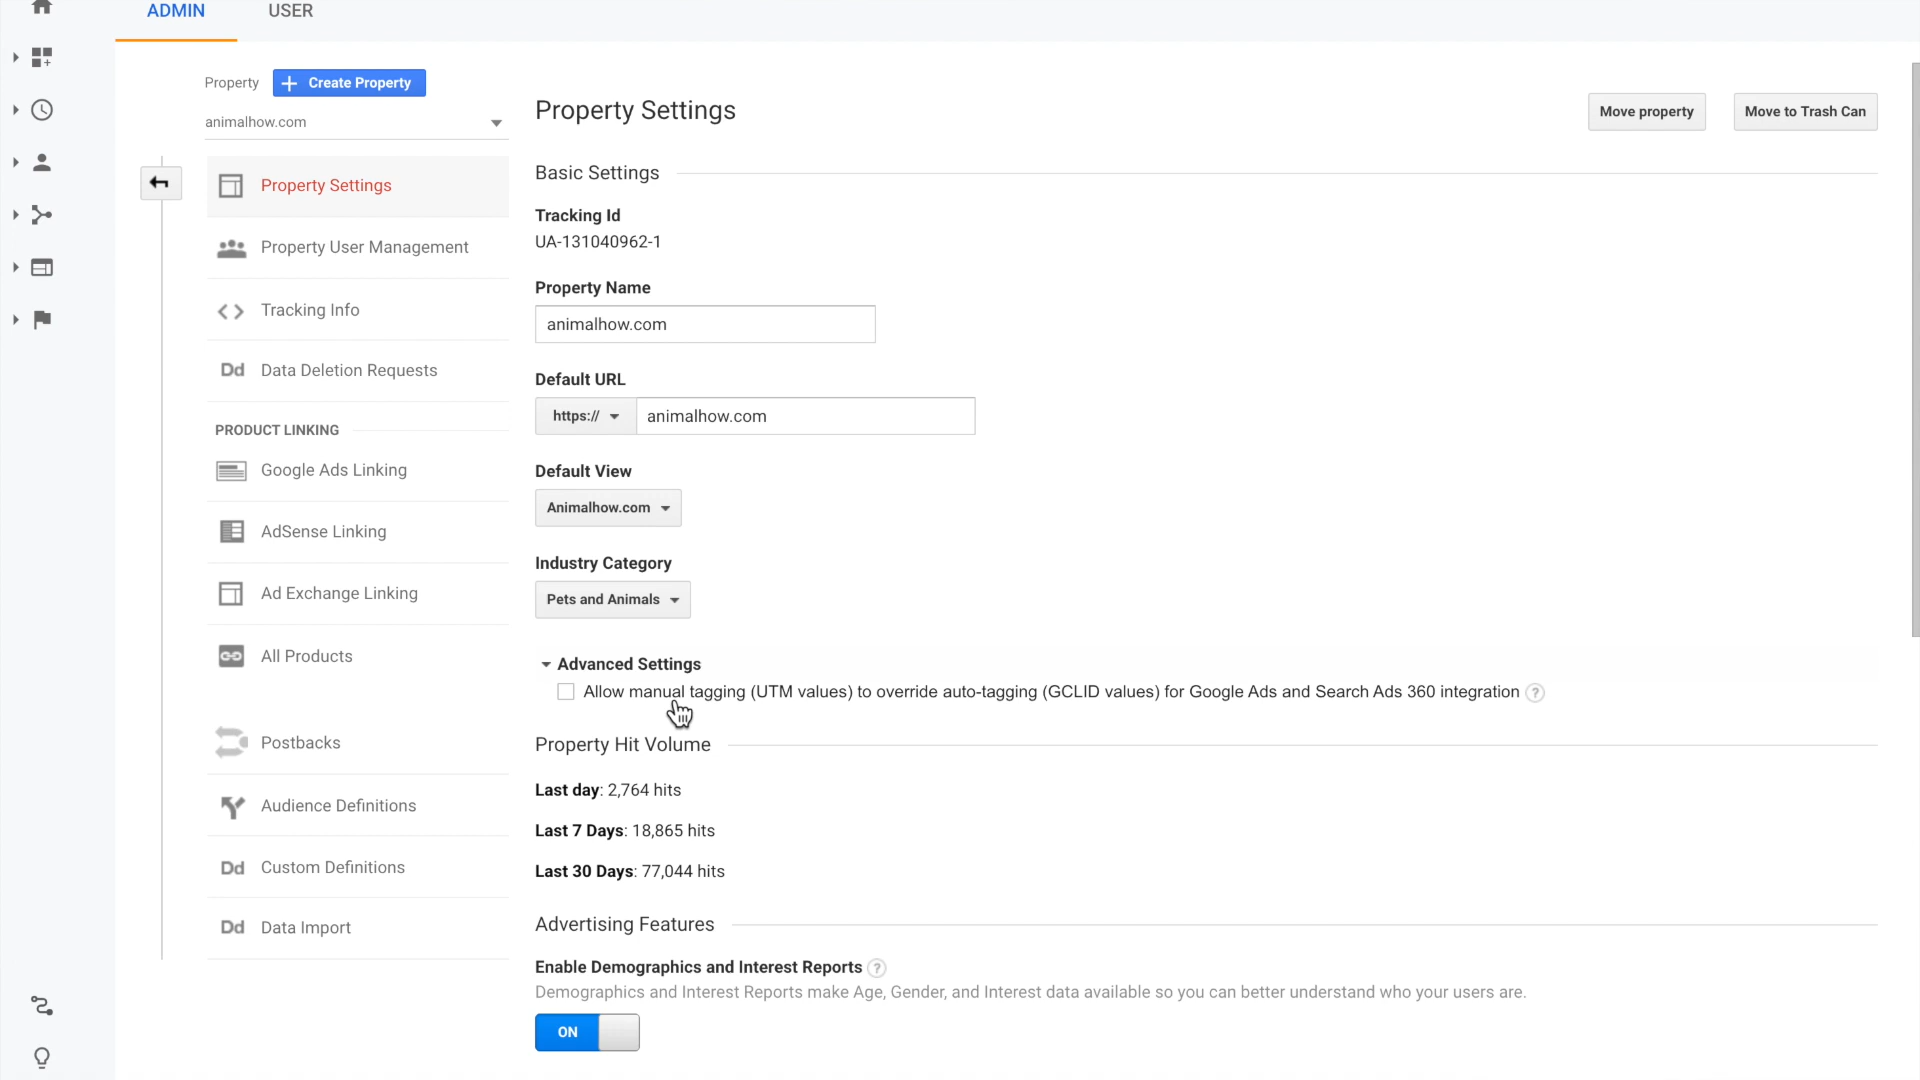 ADMIN
USER
Property
Create Property
animalhow.com
Property Settings
Property User Management
Tracking Info
Dd Data Deletion Requests
PRODUCT LINKING
Google Ads Linking
AdSense Linking
Ad Exchange Linking
All Products
Postbacks
Audience Definitions
Dd Custom Definitions
Dd Data Import
Property Settings
Move property
Move to Trash Can
Basic Settings
Tracking Id
UA-131040962-1
Property Name
animalhow.com
Default URL
https:// animalhow.com
Default View
Animalhow.com
Industry Category
Pets and Animals
Advanced Settings
Allow manual tagging (UTM values) to override auto-tagging (GCLID values) for Google Ads and Search Ads 360 integration ?
Property Hit Volume
Last day: 2,764 hits
Last 7 Days: 18,865 hits
Last 30 Days: 77,044 hits
Advertising Features
Enable Demographics and Interest Reports ?
Demographics and Interest Reports make Age, Gender, and Interest data available so you can better understand who your users are.
ON